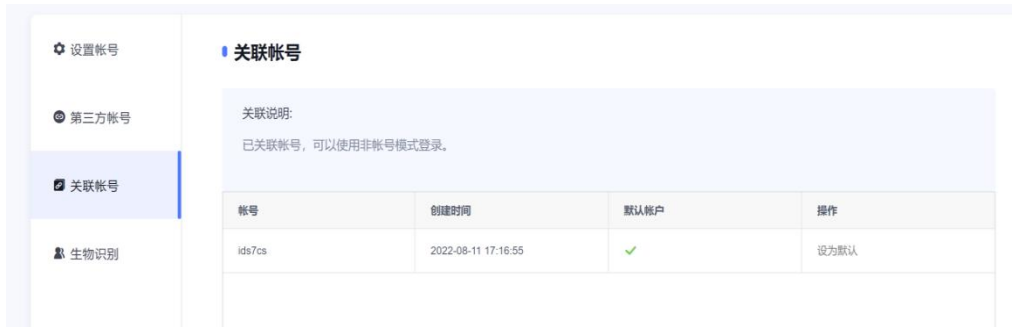 设置帐号
第三方帐号
关联帐号
生物识别
关联帐号
关联说明:
已关联帐号，可以使用非帐号模式登录。
帐号 创建时间 默认帐户 操作
ids7cs 2022-08-11 17:16:55 设为默认